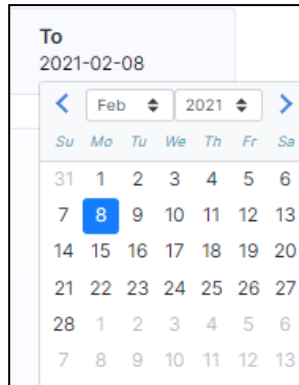 To
2021-02-08
Feb 2021
Su Mo Tu We Th Fr Sa
31 1 2 3 4 5 6
7 8 9 10 11 12 13
14 15 16 17 18 19 20
21 22 23 24 25 26 27
28 1 2 3 4 5 6
7 8 9 10 11 12 13